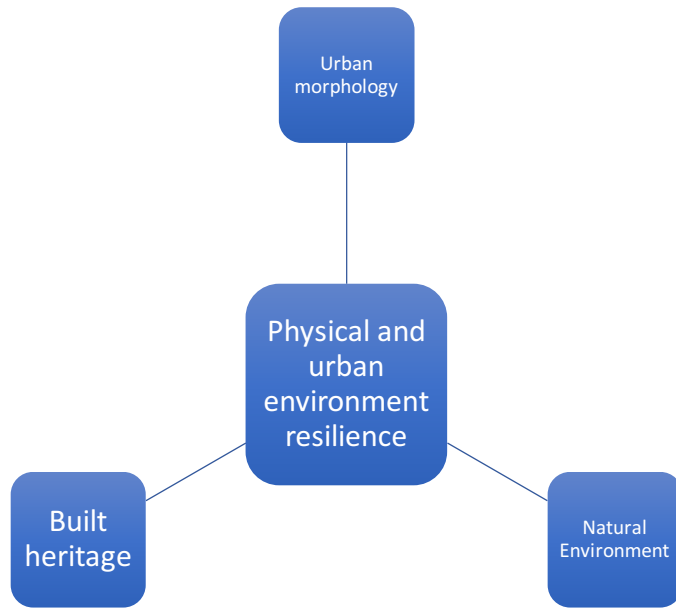 Urban
morphology
Physical and
urban
environment
resilience
Built
heritage
Natural
Environment